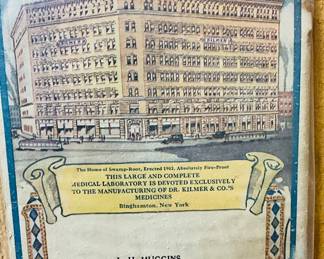 KILMER
The Home of Swamp-Root, Erected 1903, Absolutely Fire-Proof
THIS LARGE AND COMPLETE
MEDICAL LABORATORY IS DEVOTED EXCLUSIVELY
TO THE MANUFACTURING OF DR. KILMER & CO.'S
MEDICINES
Binghamton, New York
A. H. HUGGINS